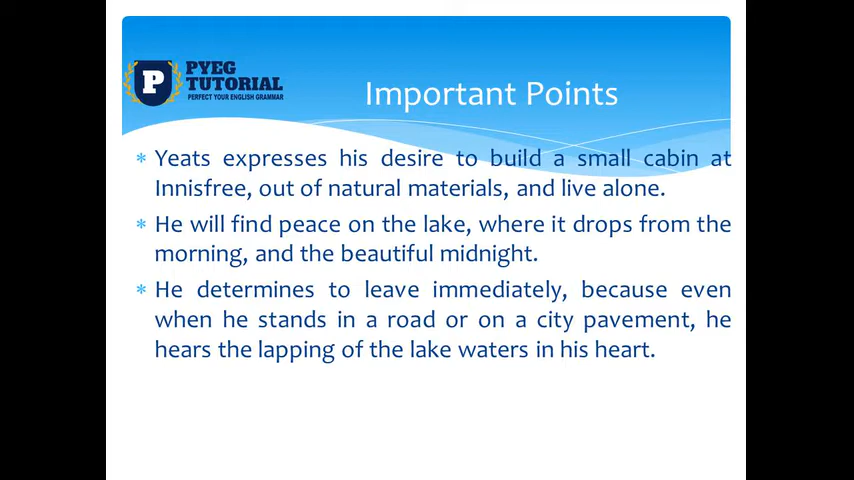 P
PYEG
TUTORIAL
PERFECT YOUR ENGLISH GRAMMAR
Important Points
* Yeats expresses his desire to build a small cabin at
Innisfree, out of natural materials, and live alone.
* He will find peace on the lake, where it drops from the
morning, and the beautiful midnight.
* He determines to leave immediately, because even
when he stands in a road or on a city pavement, he
hears the lapping of the lake waters in his heart.